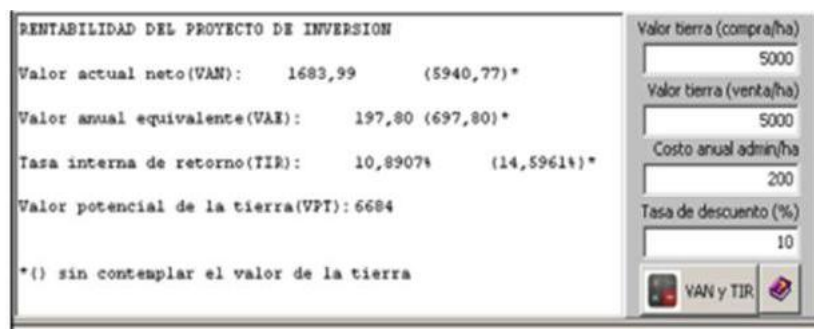 RENTABILIDAD DEL PROYECTO DE INVERSION
Valor actual neto(VAN): 1683,99 (5940,77)*
Valor anual equivalente(VAE): 197,80 (697,80)*
Tasa interna de retorno(TIR): 10,8907% (14,5961%)*
Valor potencial de la tierra(VPT): 6684
*() sin contemplar el valor de la tierra
Valor tierra (compra/ha)
5000
Valor tierra (venta/ha)
5000
Costo anual admin/ha
200
Tasa de descuento (%)
10
VAN y TIR